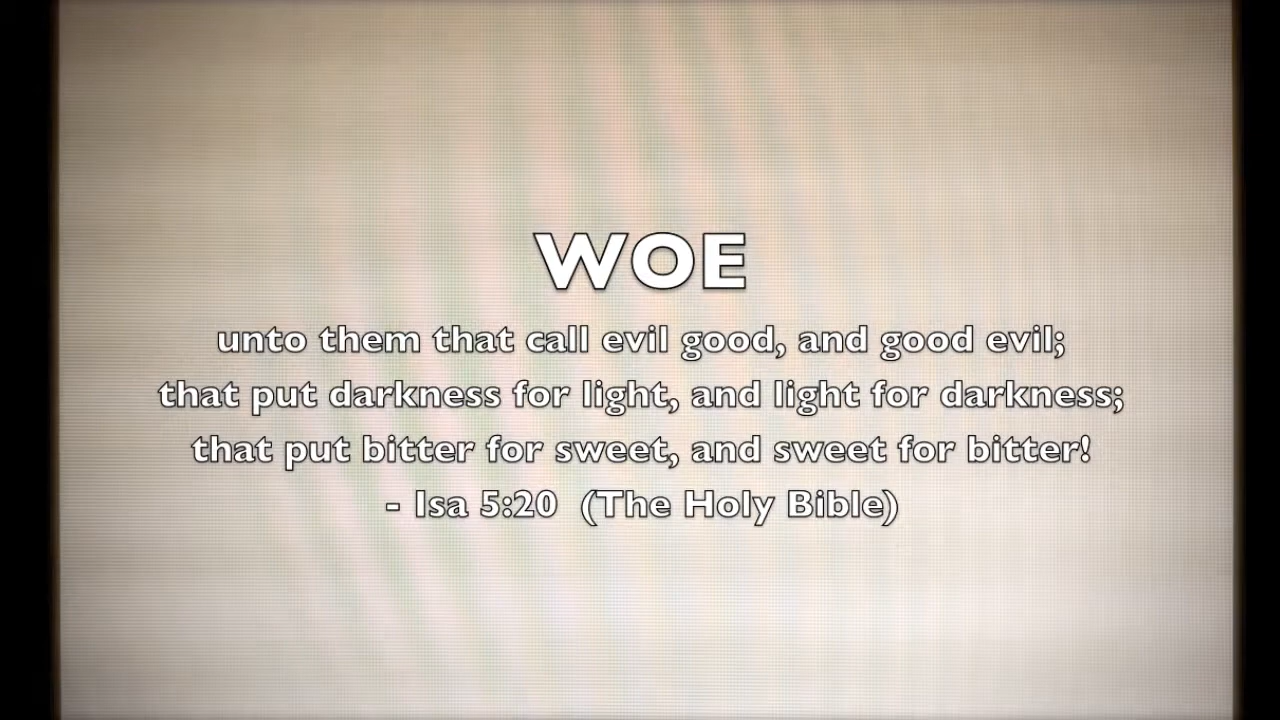 WOE
unto them that call evil good, and good evil;
that put darkness for light, and light for darkness;
that put bitter for sweet, and sweet for bitter!
- Isa 5:20 (The Holy Bible)